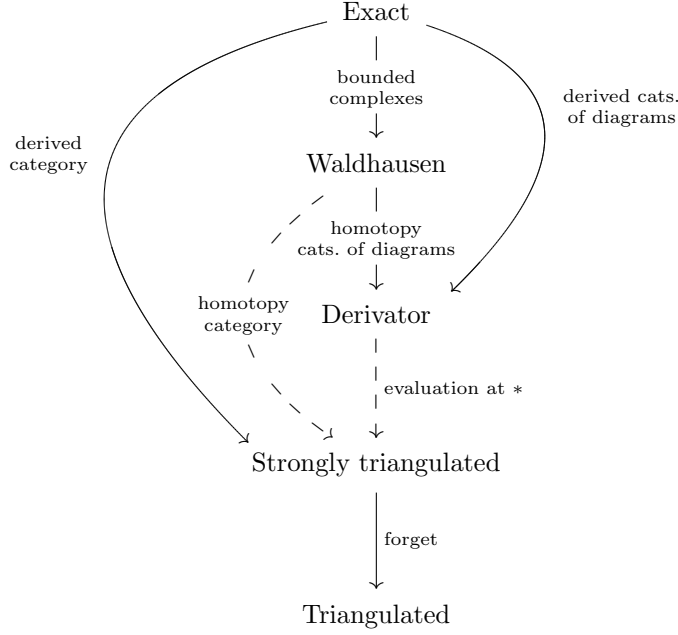 Exact
bounded
complexes
derived cats.
of diagrams
derived
category
Waldhausen
homotopy
cats. of diagrams
homotopy
category
Derivator
evaluation at ∗
Strongly triangulated
forget
Triangulated